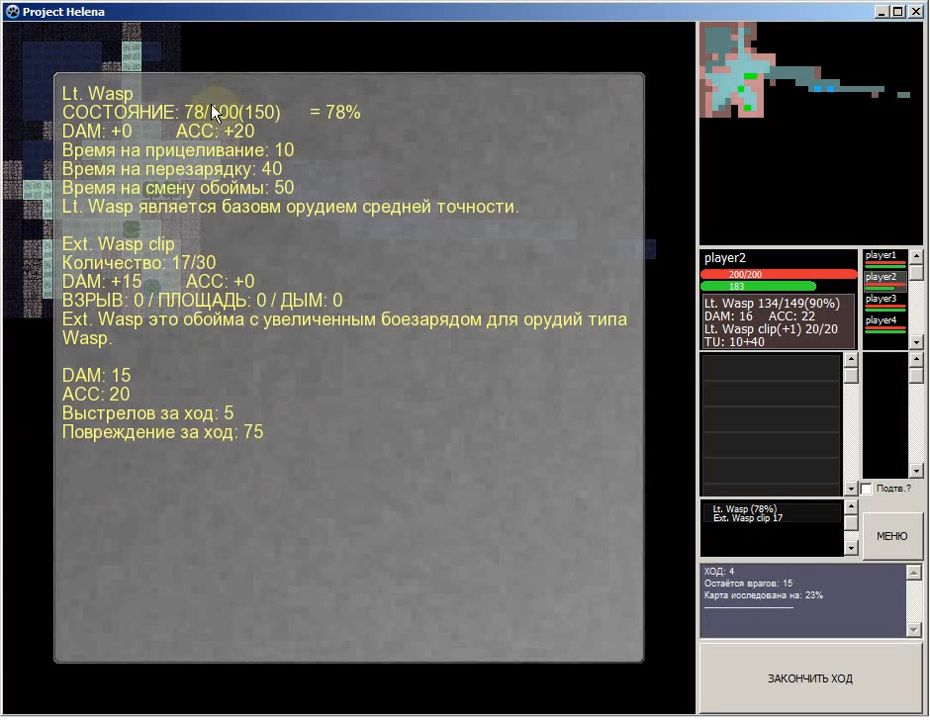 Project Helena
Lt. Wasp
СОСТОЯНИЕ: 78/100(150) = 78%
DAM: +0 ACC: +20
Время на прицеливание: 10
Время на перезарядку: 40
Время на смену обоймы: 50
Lt. Wasp является базовм орудием средней точности.
Ext. Wasp clip
Количество: 17/30
DAM: +15 ACC: +0
ВЗРЫВ: 0 / ПЛОЩАДЬ: 0 / ДЫМ: 0
Ext. Wasp это обойма с увеличенным боезарядом для орудий типа
Wasp.
DAM: 15
ACC: 20
Выстрелов за ход: 5
Повреждение за ход: 75
player2
200/200
183
Lt. Wasp 134/149(90%)
DAM: 16 ACC: 22
Lt. Wasp clip(+1) 20/20
TU: 10+40
player1
player2
player3
player4
Подтв.?
Lt. Wasp (78%)
Ext. Wasp clip 17
МЕНЮ
ХОД: 4
Остаётся врагов: 15
Карта исследована на: 23%
ЗАКОНЧИТЬ ХОД